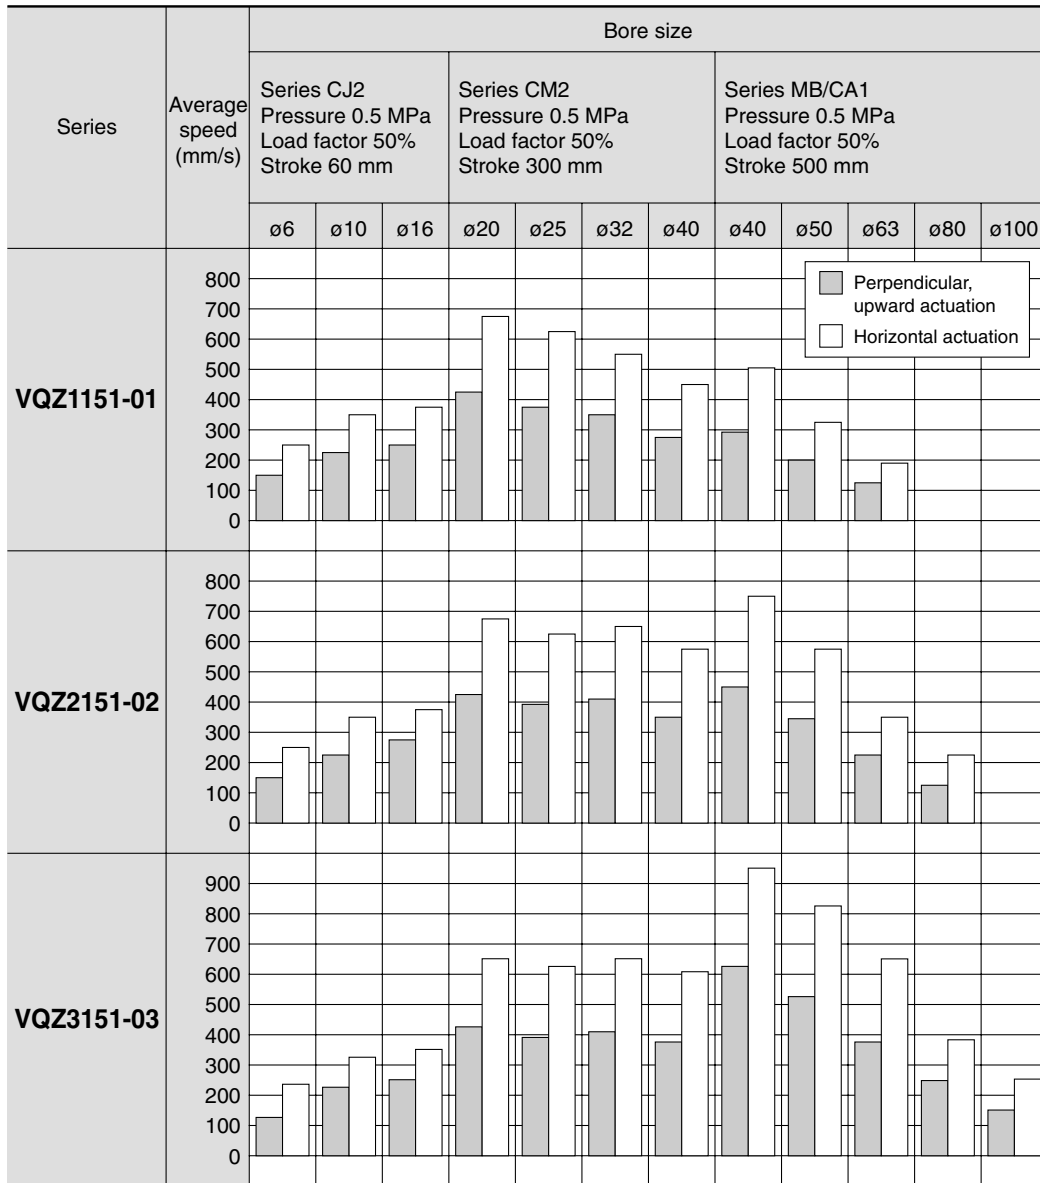 Bore size
Series
Average
speed
(mm/s)
Series CJ2
Pressure 0.5 MPa
Load factor 50%
Stroke 60 mm
Series CM2
Pressure 0.5 MPa
Load factor 50%
Stroke 300 mm
Series MB/CA1
Pressure 0.5 MPa
Load factor 50%
Stroke 500 mm
ø6 ø10 ø16 ø20 ø25 ø32 ø40 ø40 ø50 ø63 ø80 ø100
VQZ1151-01
800
700
600
500
400
300
200
100
0
Perpendicular,
upward actuation
Horizontal actuation
VQZ2151-02
800
700
600
500
400
300
200
100
0
VQZ3151-03
900
800
700
600
500
400
300
200
100
0